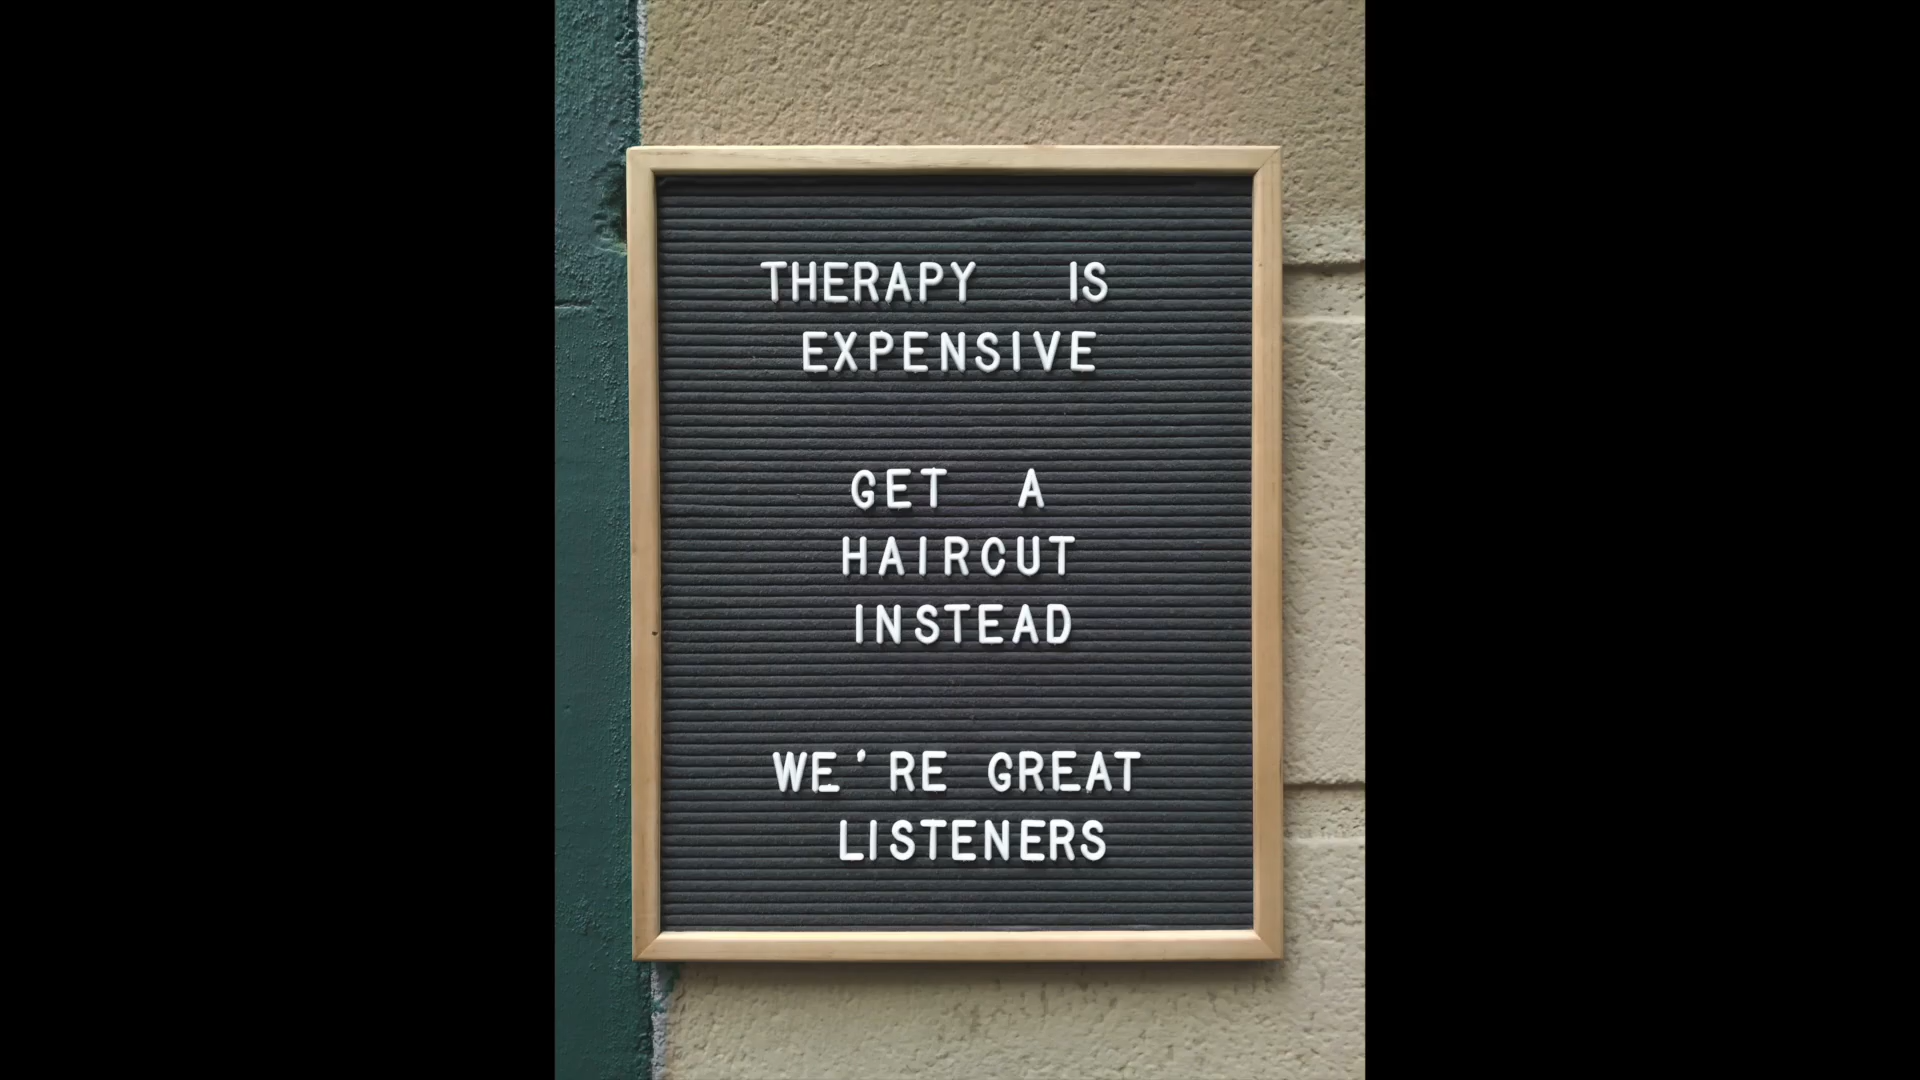 THERAPY IS
EXPENSIVE
GET A
HAIRCUT
INSTEAD
WE'RE GREAT
LISTENERS